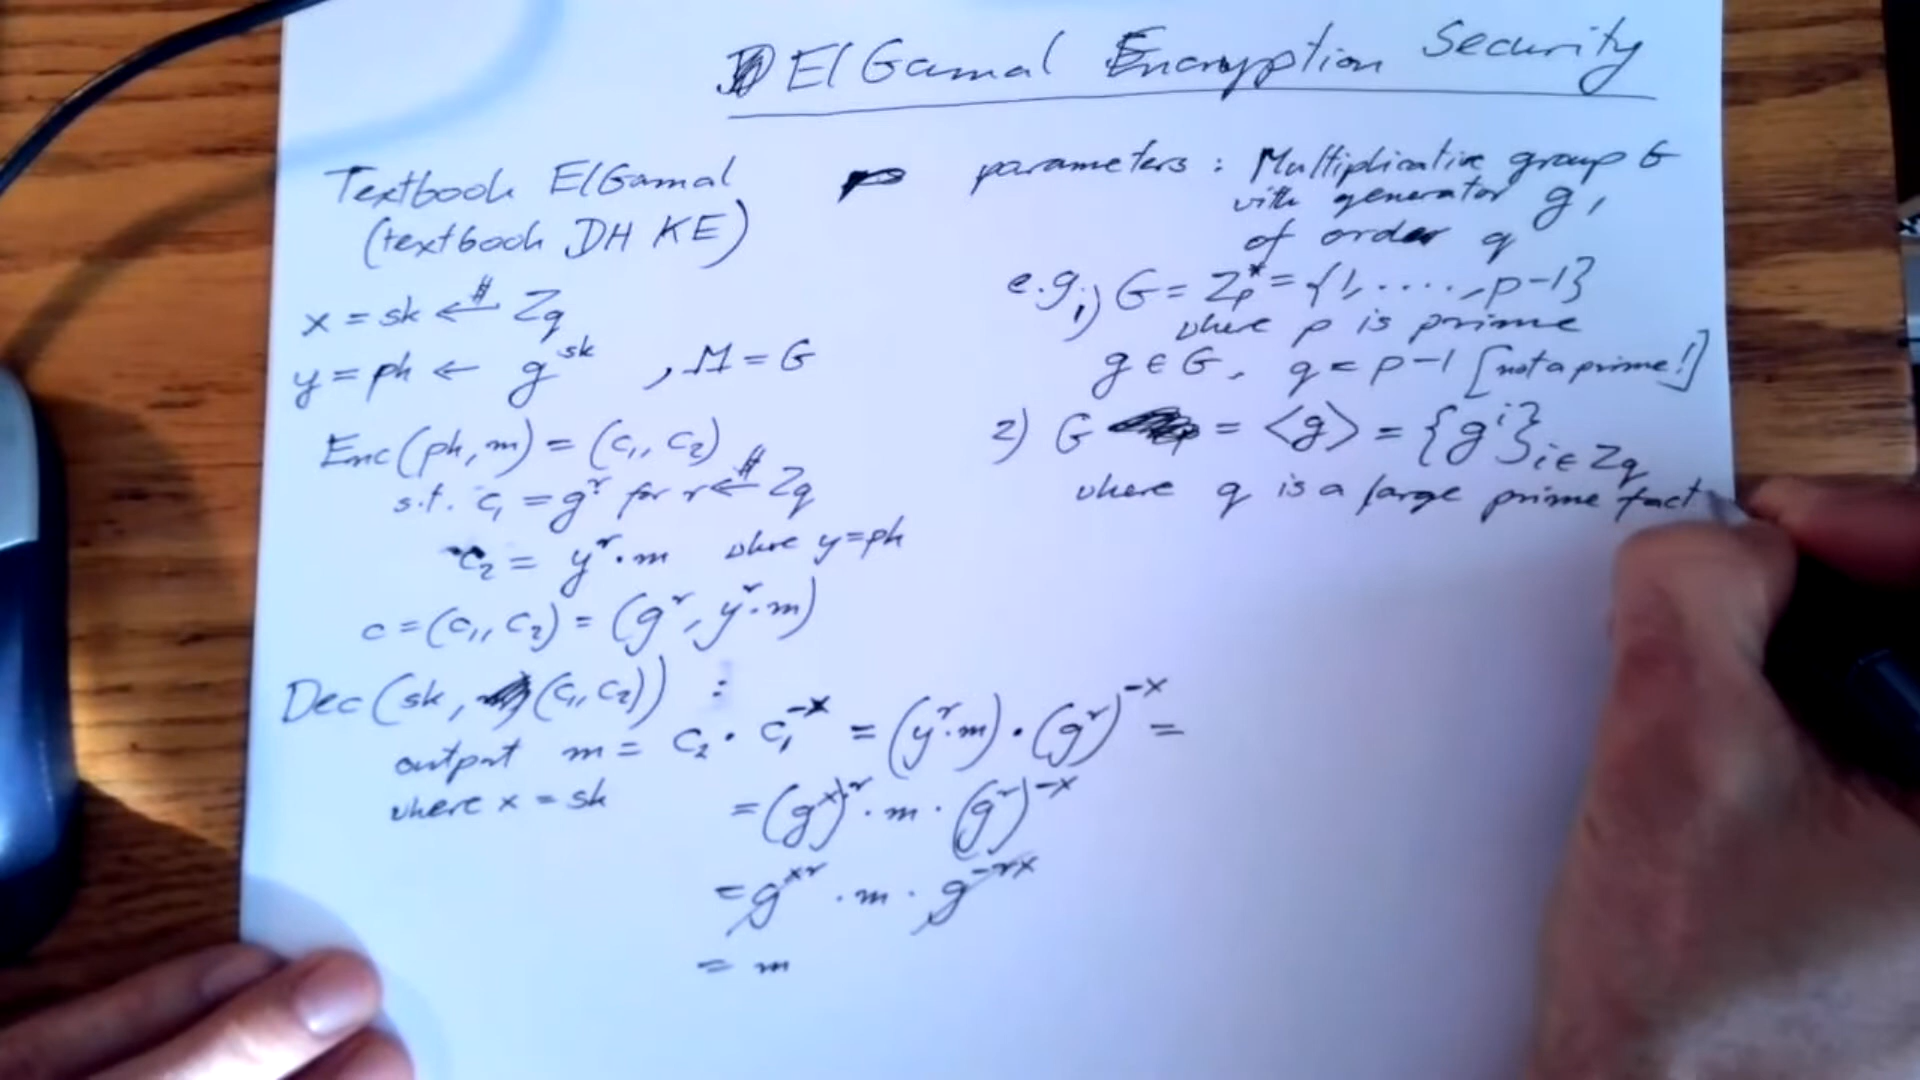 ElGamal Encryption Security
Textbook ElGamal
(textbook DH KE)
x = sk ←$ Zq
y = pk ← g^sk , M = G
Enc(pk, m) = (c₁, c₂)
s.t. c₁ = g^r for r ←$ Zq
c₂ = y^r · m where y=pk
c = (c₁, c₂) = (g^r, y^r · m)
Dec(sk, (c₁, c₂)) :
output m = c₂ · c₁^-x = (y^r · m) · (g^r)^-x =
where x = sk
= (g^x)^r · m · (g^r)^-x
= g^xr · m · g^-rx
= m
parameters : Multiplicative group G
with generator g,
of order q
e.g. 1) G = Zp* = {1, ...., p-1}
where p is prime
g ∈ G, q = p-1 [not a prime!]
2) G = <g> = {g^i}i∈Zq
where q is a large prime fact